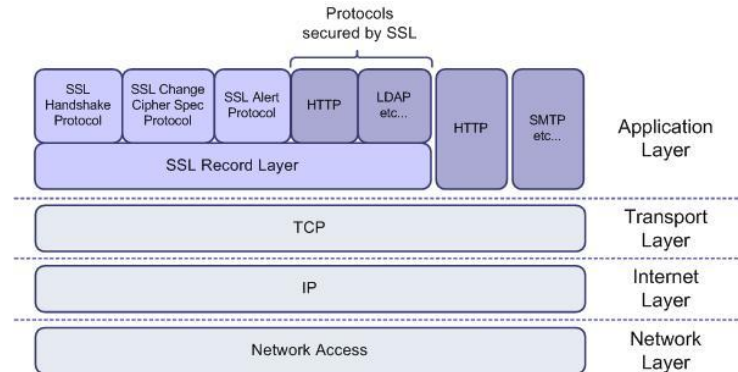 Protocols
secured by SSL
SSL
Handshake
Protocol
SSL Change
Cipher Spec
Protocol
SSL Alert
Protocol
HTTP
LDAP
etc...
HTTP
SMTP
etc...
Application
Layer
SSL Record Layer
TCP
Transport
Layer
IP
Internet
Layer
Network Access
Network
Layer